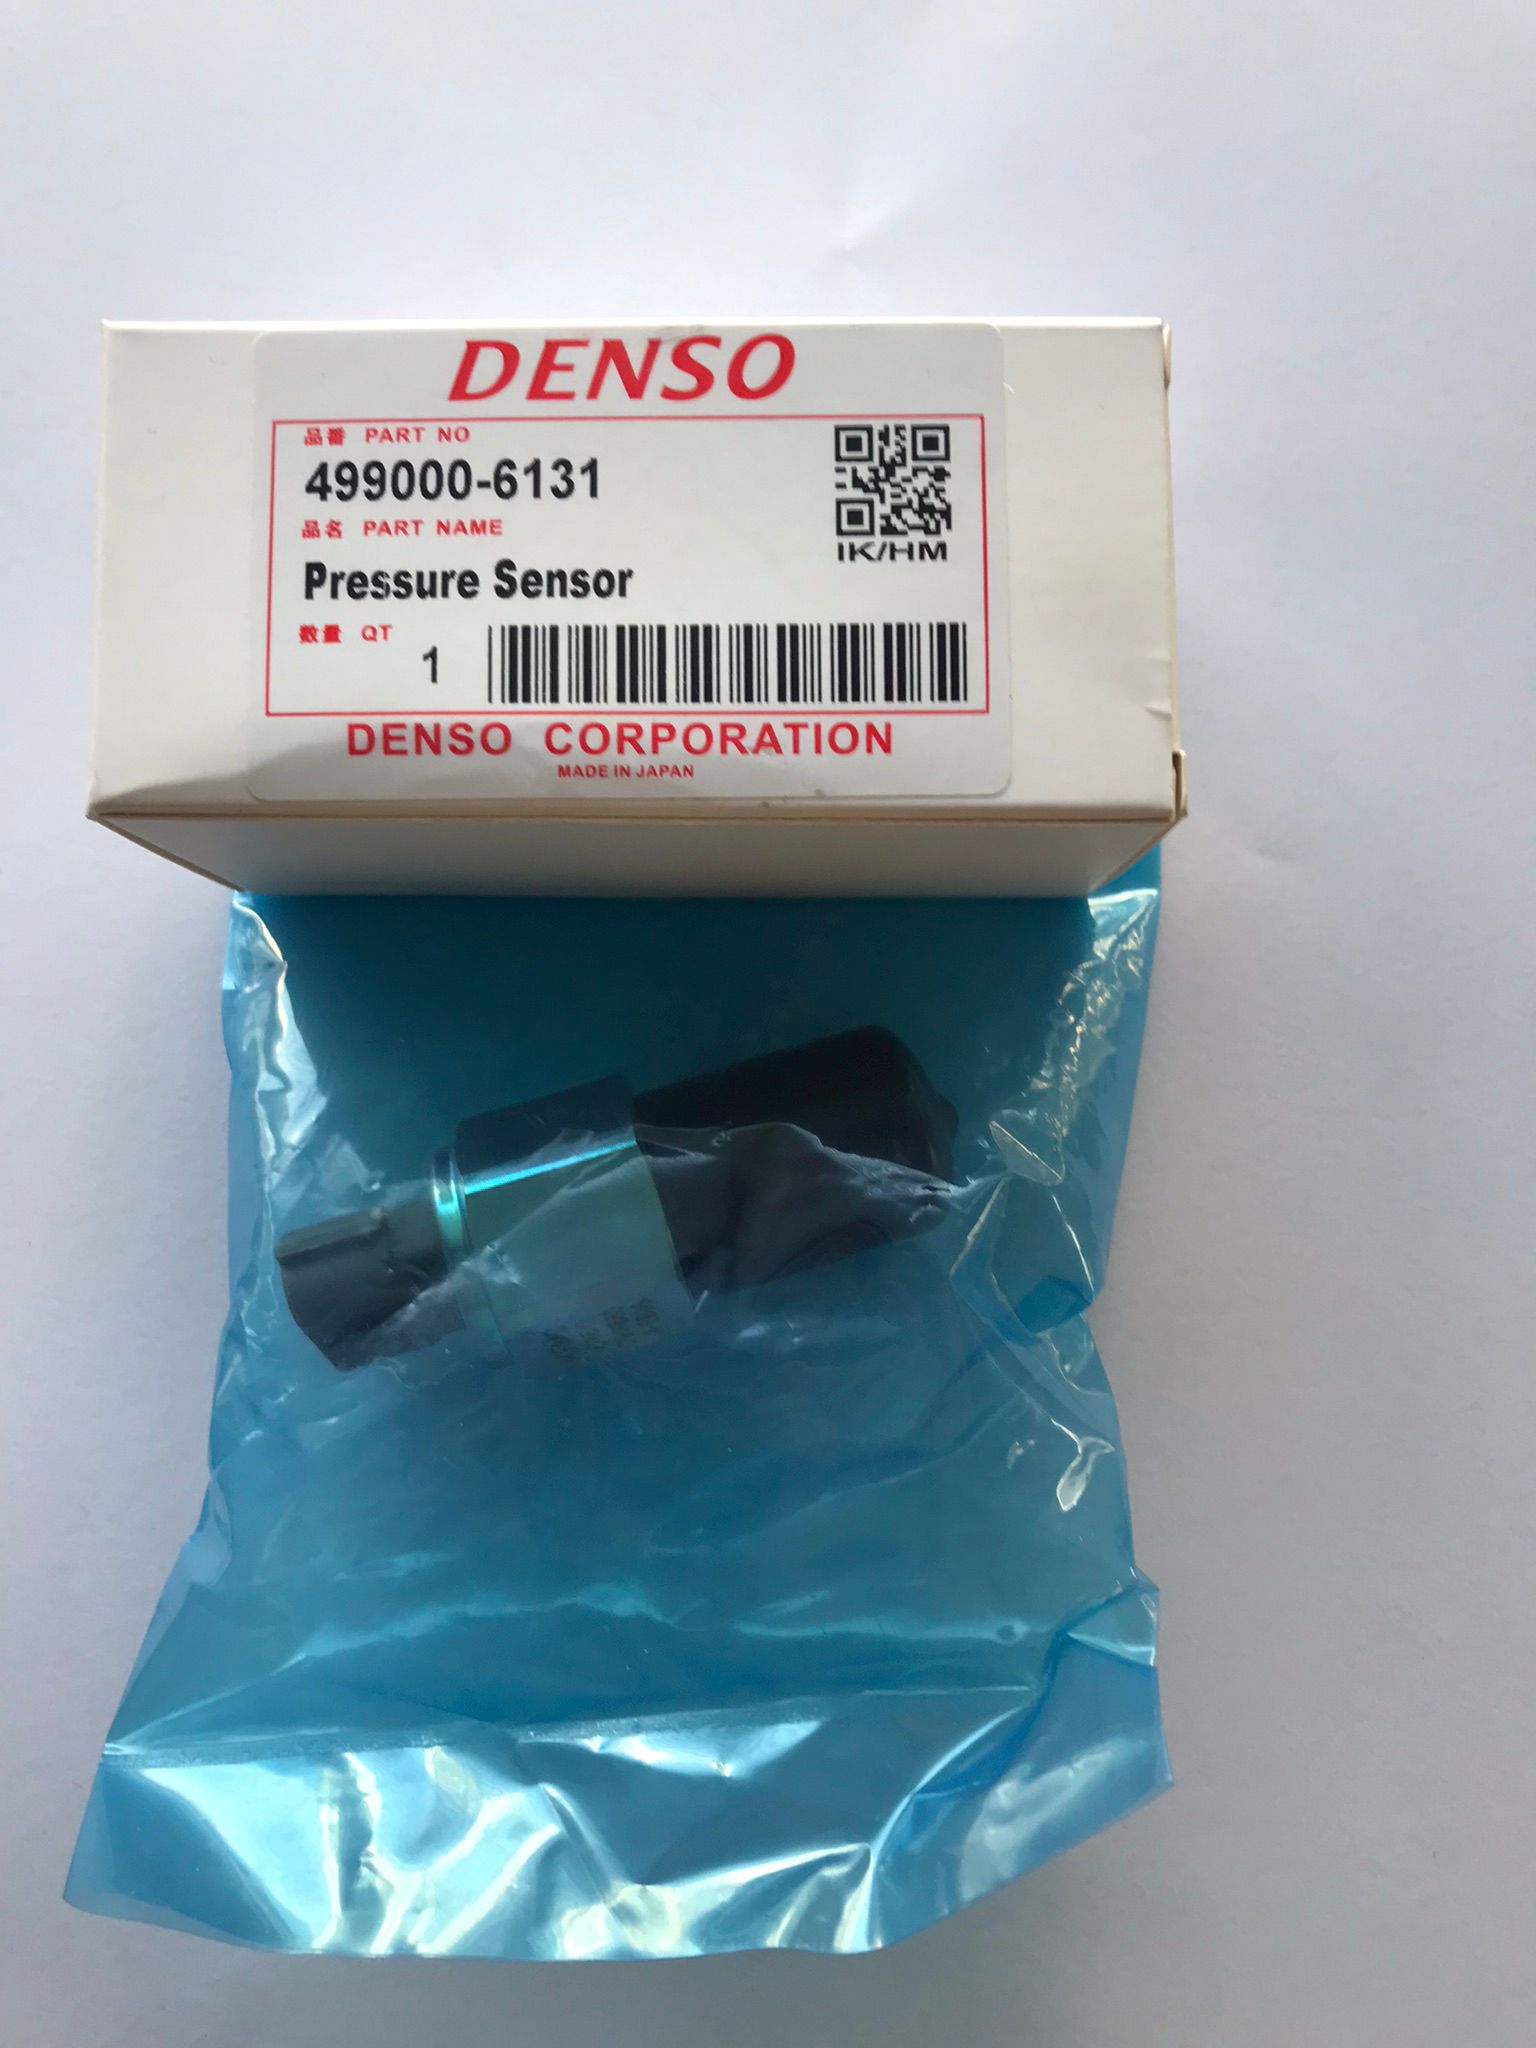 DENSO
品番 PART NO
499000-6131
品名 PART NAME
Pressure Sensor
数量 QT
1
IK/HM
DENSO CORPORATION
MADE IN JAPAN